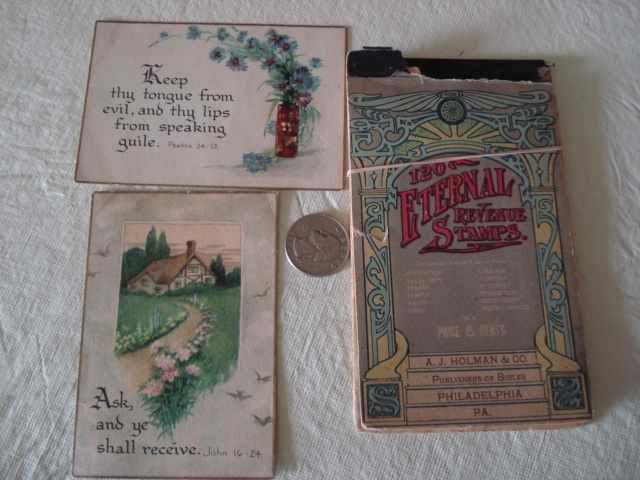 Keep
thy tongue from
evil, and thy lips
from speaking
guile. Psalms 34-13.
Ask,
and ye
shall receive. John 16-24
120
ETERNAL
REVENUE
STAMPS.
PRICE 15 CENTS
A. J. HOLMAN & CO.
PUBLISHERS OF BIBLES
PHILADELPHIA
PA.